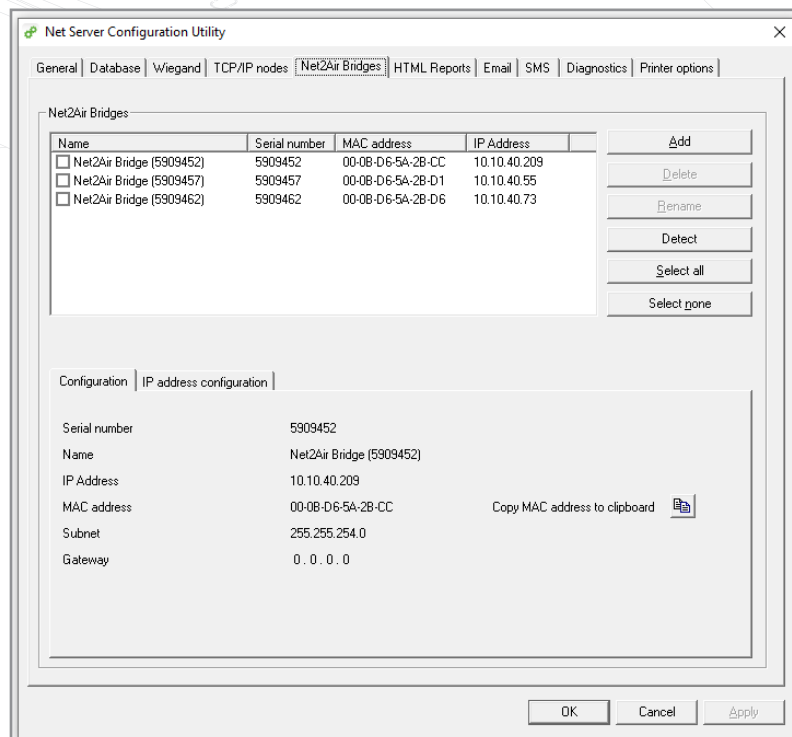 Net Server Configuration Utility
General Database Wiegand TCP/IP nodes Net2Air Bridges HTML Reports Email SMS Diagnostics Printer options
Net2Air Bridges
Name Serial number MAC address IP Address
Net2Air Bridge (5909452) 5909452 00-0B-D6-5A-2B-CC 10.10.40.209
Net2Air Bridge (5909457) 5909457 00-0B-D6-5A-2B-D1 10.10.40.55
Net2Air Bridge (5909462) 5909462 00-0B-D6-5A-2B-D6 10.10.40.73
Add
Delete
Rename
Detect
Select all
Select none
Configuration IP address configuration
Serial number 5909452
Name Net2Air Bridge (5909452)
IP Address 10.10.40.209
MAC address 00-0B-D6-5A-2B-CC Copy MAC address to clipboard
Subnet 255.255.254.0
Gateway 0 . 0 . 0 . 0
OK Cancel Apply